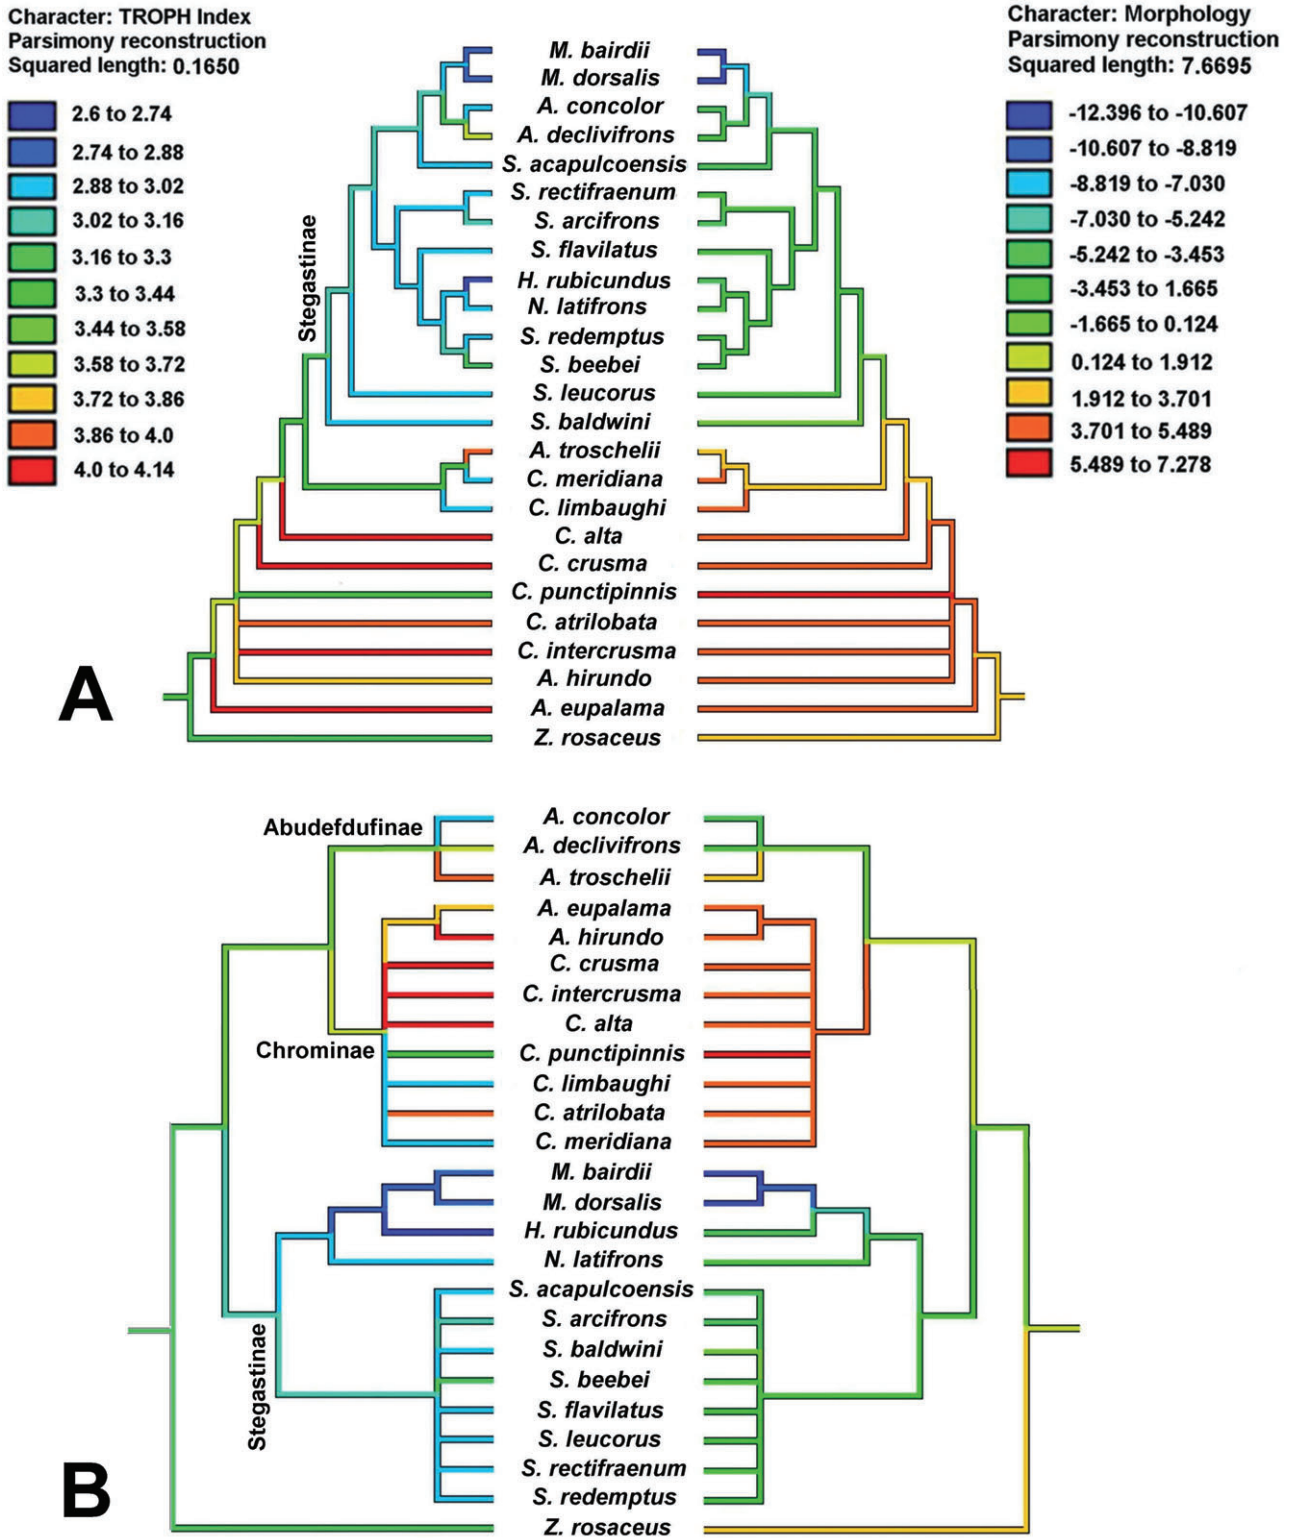 Character: TROPH Index
Parsimony reconstruction
Squared length: 0.1650
2.6 to 2.74
2.74 to 2.88
2.88 to 3.02
3.02 to 3.16
3.16 to 3.3
3.3 to 3.44
3.44 to 3.58
3.58 to 3.72
3.72 to 3.86
3.86 to 4.0
4.0 to 4.14
Character: Morphology
Parsimony reconstruction
Squared length: 7.6695
-12.396 to -10.607
-10.607 to -8.819
-8.819 to -7.030
-7.030 to -5.242
-5.242 to -3.453
-3.453 to 1.665
-1.665 to 0.124
0.124 to 1.912
1.912 to 3.701
3.701 to 5.489
5.489 to 7.278
Stegastinae
M. bairdii
M. dorsalis
A. concolor
A. declivifrons
S. acapulcoensis
S. rectifraenum
S. arcifrons
S. flavilatus
H. rubicundus
N. latifrons
S. redemptus
S. beebei
S. leucorus
S. baldwini
A. troschelii
C. meridiana
C. limbaughi
C. alta
C. crusma
C. punctipinnis
C. atrilobata
C. intercrusma
A. hirundo
A. eupalama
Z. rosaceus
A
Abudefdufinae
Chrominae
Stegastinae
A. concolor
A. declivifrons
A. troschelii
A. eupalama
A. hirundo
C. crusma
C. intercrusma
C. alta
C. punctipinnis
C. limbaughi
C. atrilobata
C. meridiana
M. bairdii
M. dorsalis
H. rubicundus
N. latifrons
S. acapulcoensis
S. arcifrons
S. baldwini
S. beebei
S. flavilatus
S. leucorus
S. rectifraenum
S. redemptus
Z. rosaceus
B